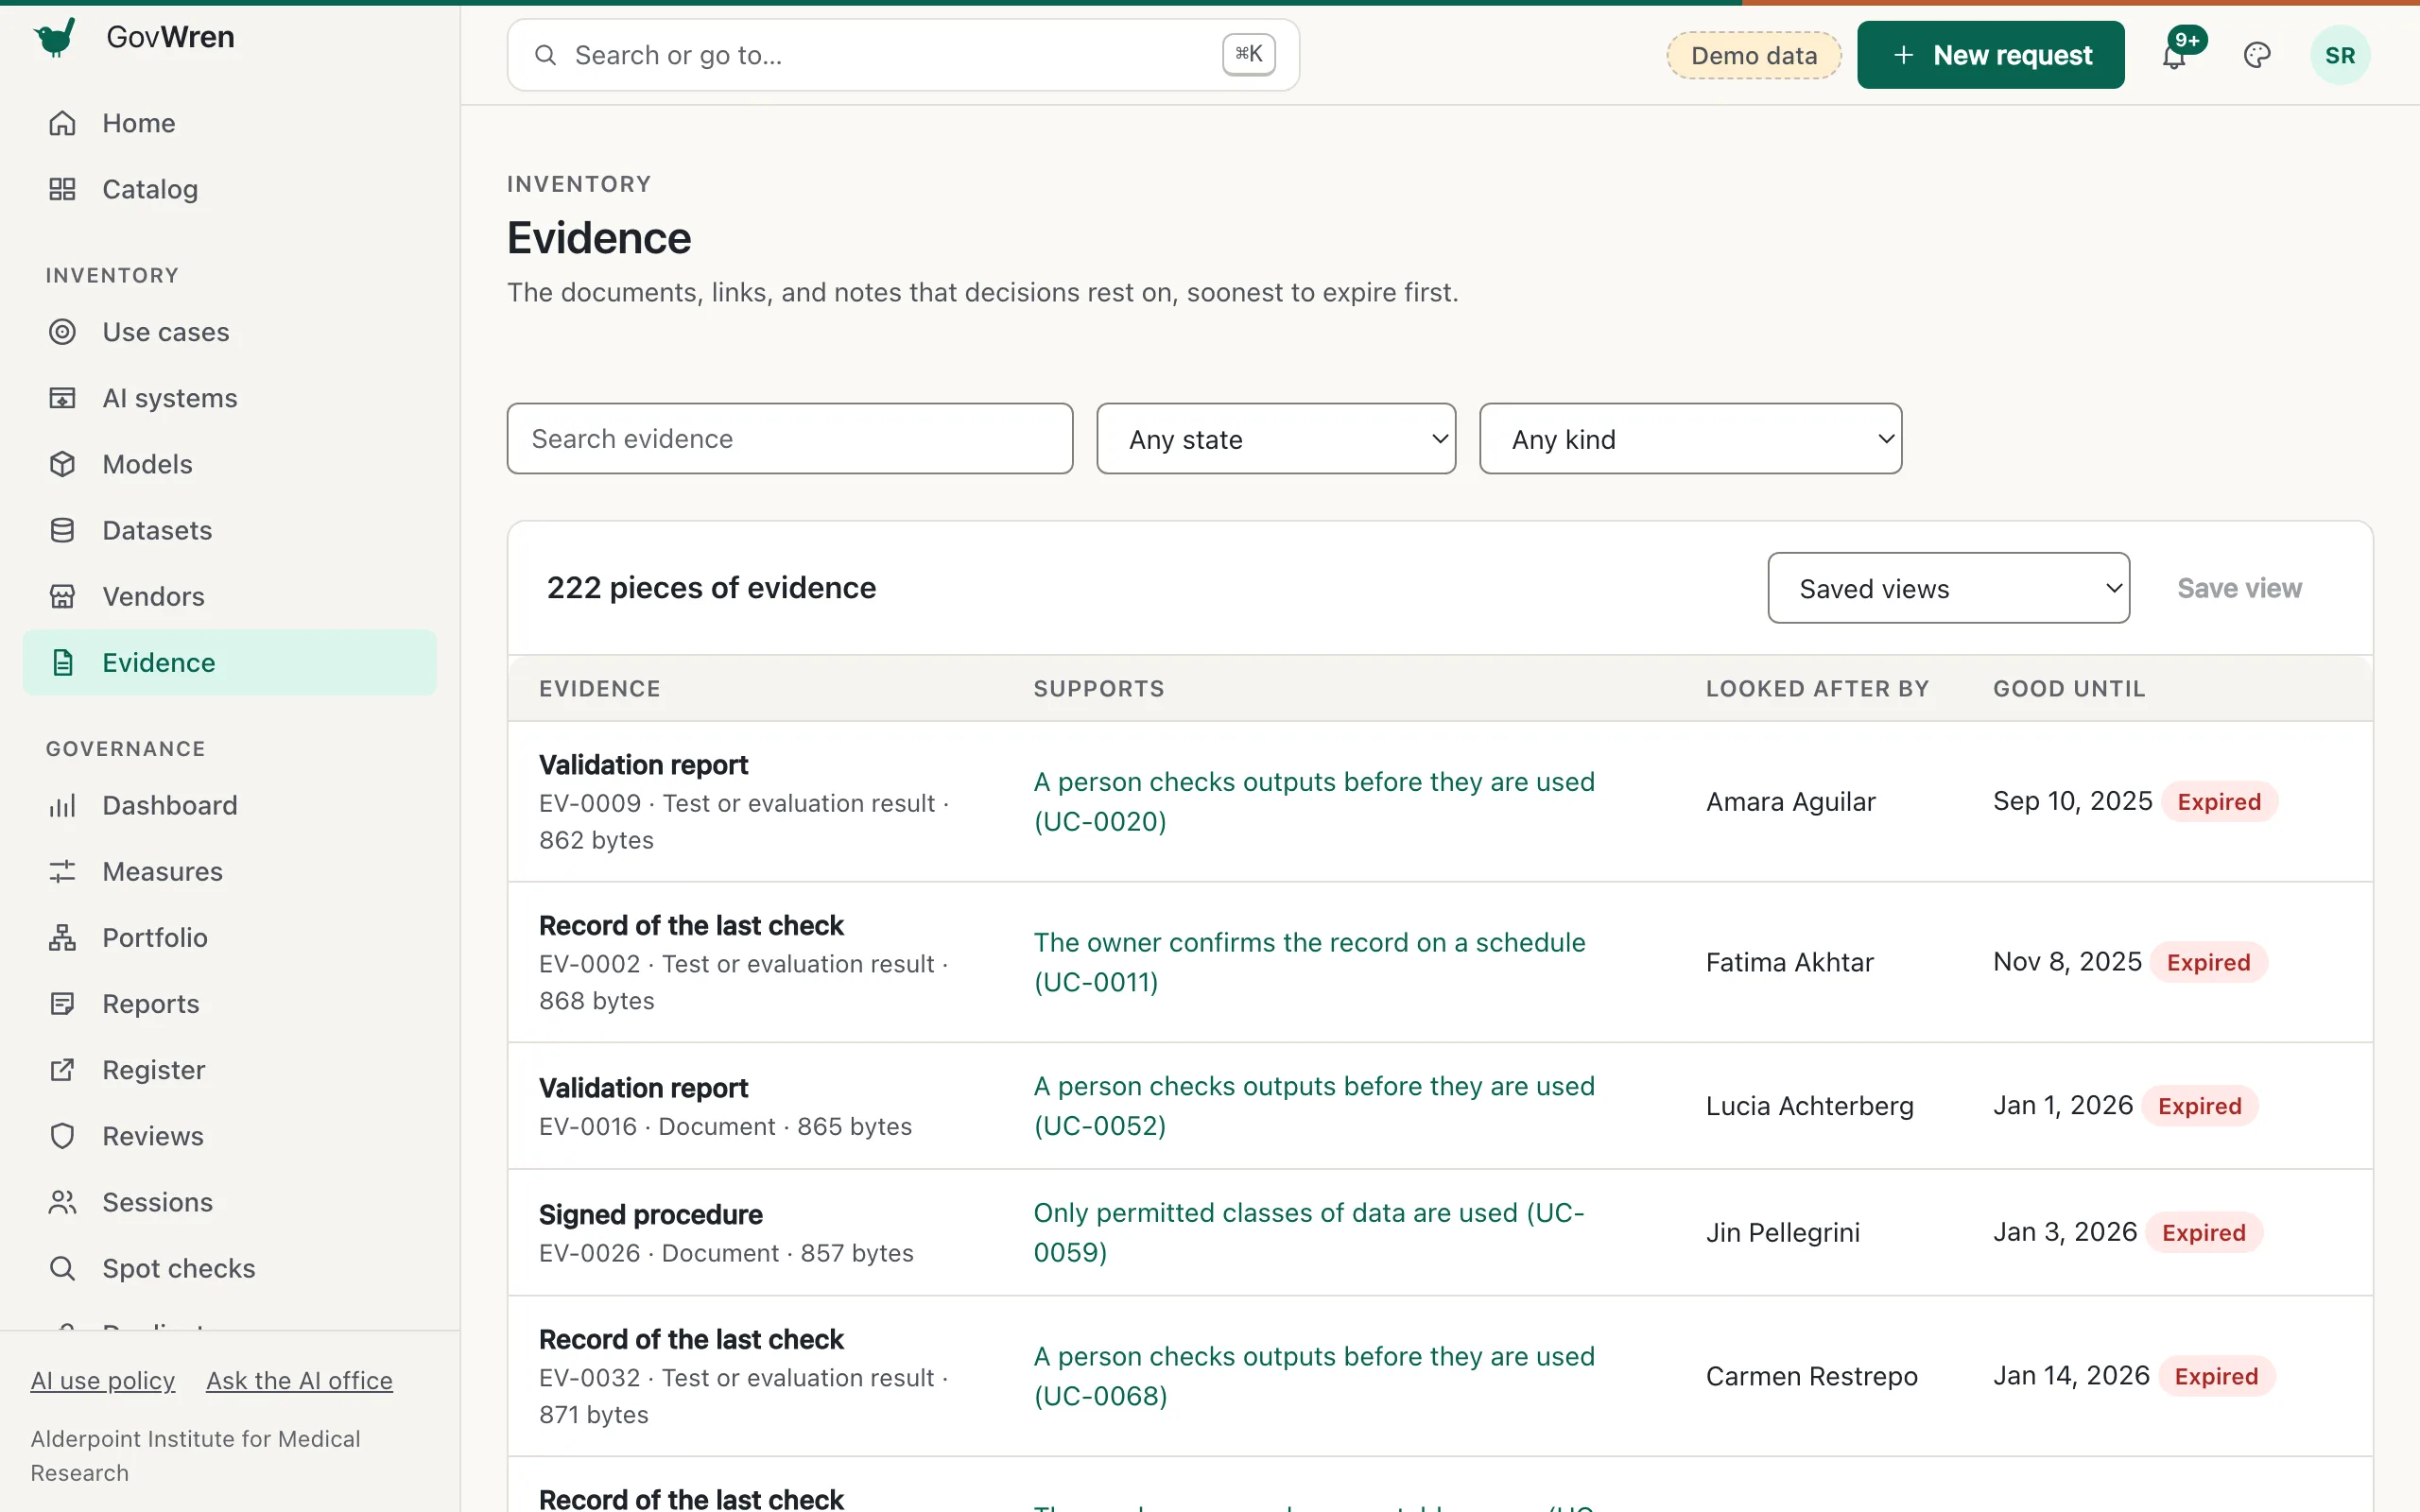 GovWren
Search or go to...
⌘K
Demo data
+ New request
9+
SR
Home
Catalog
INVENTORY
Use cases
AI systems
Models
Datasets
Vendors
Evidence
GOVERNANCE
Dashboard
Measures
Portfolio
Reports
Register
Reviews
Sessions
Spot checks
AI use policy
Ask the AI office
Alderpoint Institute for Medical
Research
INVENTORY
Evidence
The documents, links, and notes that decisions rest on, soonest to expire first.
Search evidence
Any state
Any kind
222 pieces of evidence
Saved views
Save view
EVIDENCE SUPPORTS LOOKED AFTER BY GOOD UNTIL
Validation report
EV-0009 · Test or evaluation result ·
862 bytes
A person checks outputs before they are used
(UC-0020)
Amara Aguilar
Sep 10, 2025 Expired
Record of the last check
EV-0002 · Test or evaluation result ·
868 bytes
The owner confirms the record on a schedule
(UC-0011)
Fatima Akhtar
Nov 8, 2025 Expired
Validation report
EV-0016 · Document · 865 bytes
A person checks outputs before they are used
(UC-0052)
Lucia Achterberg
Jan 1, 2026 Expired
Signed procedure
EV-0026 · Document · 857 bytes
Only permitted classes of data are used (UC-
0059)
Jin Pellegrini
Jan 3, 2026 Expired
Record of the last check
EV-0032 · Test or evaluation result ·
871 bytes
A person checks outputs before they are used
(UC-0068)
Carmen Restrepo
Jan 14, 2026 Expired
Record of the last check